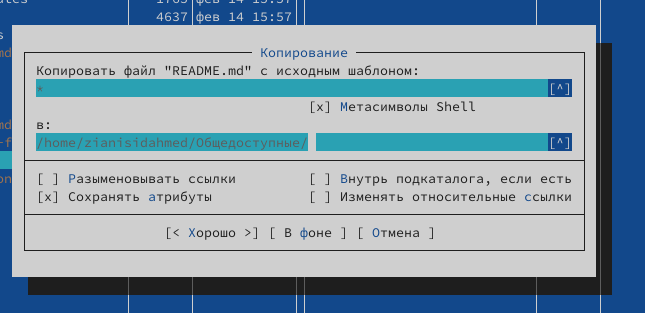 4637 фев 14 15:57
Копирование
Копировать файл "README.md" с исходным шаблоном:
* [^]
[x] Метасимволы Shell
в:
/home/zianisidahmed/Общедоступные/ [^]
[ ] Разыменовывать ссылки [ ] Внутрь подкаталога, если есть
[x] Сохранять атрибуты [ ] Изменять относительные ссылки
[< Хорошо >] [ В фоне ] [ Отмена ]